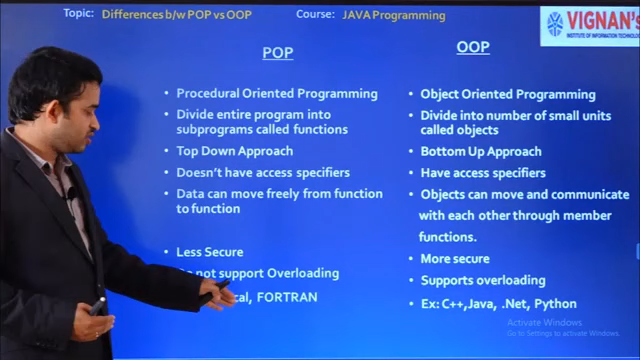 Topic: Differences b/w POP vs OOP Course: JAVA Programming
VIGNAN's
INSTITUTE OF INFORMATION TECHNOLOGY
POP
• Procedural Oriented Programming
• Divide entire program into
subprograms called functions
• Top Down Approach
• Doesn't have access specifiers
• Data can move freely from function
to function
• Less Secure
not support Overloading
FORTRAN
OOP
• Object Oriented Programming
• Divide into number of small units
called objects
• Bottom Up Approach
• Have access specifiers
• Objects can move and communicate
with each other through member
functions.
• More secure
• Supports overloading
• Ex: C++,Java, .Net, Python
Activate Windows
Go to Settings to activate Windows.